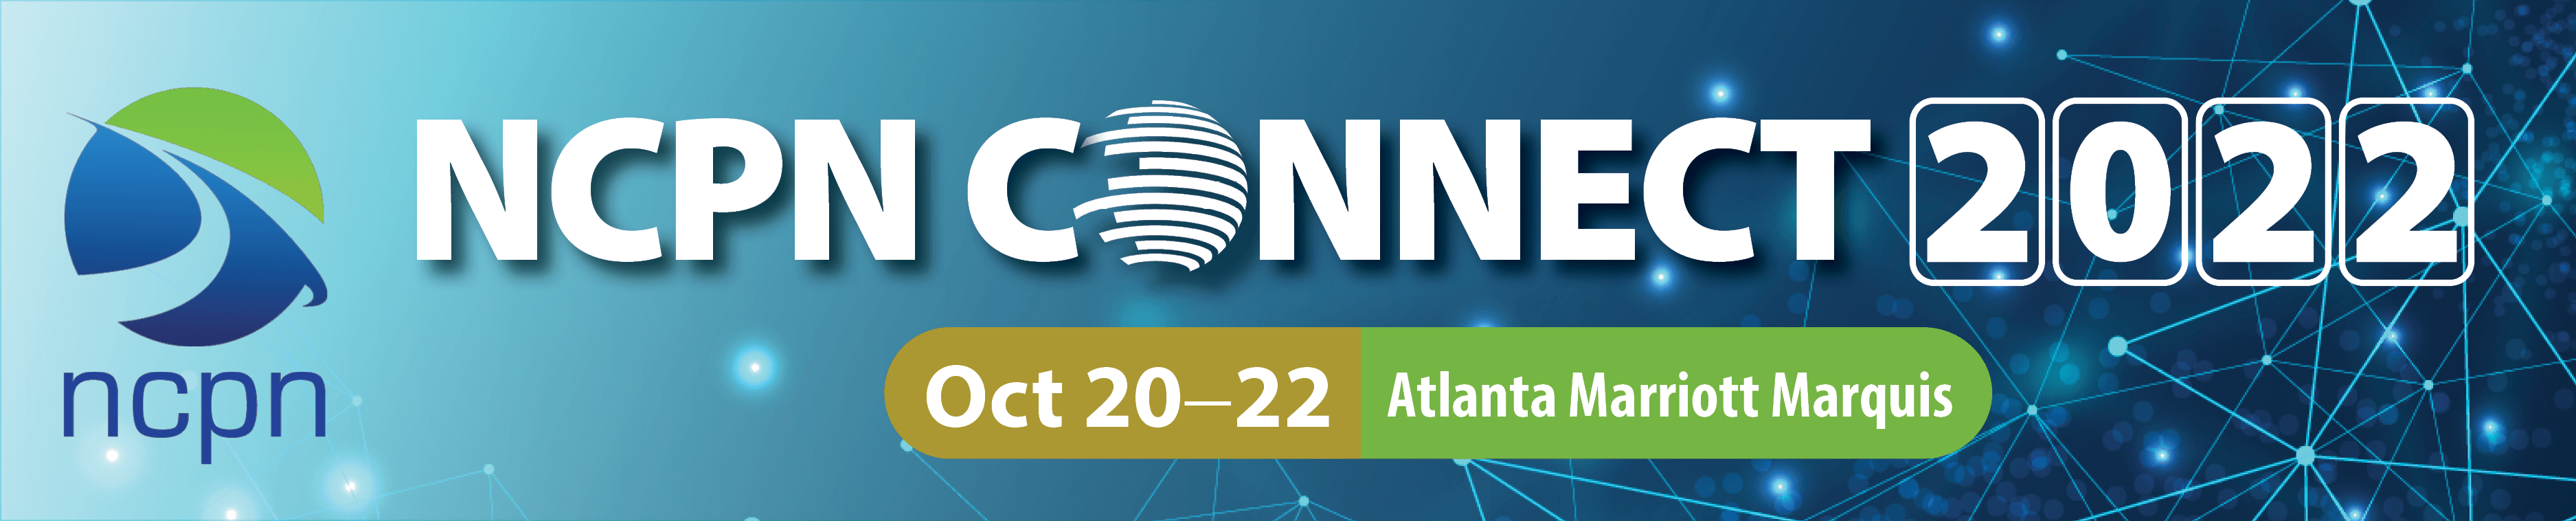 ncpn
NCPN CONNECT 2022
Oct 20–22 Atlanta Marriott Marquis